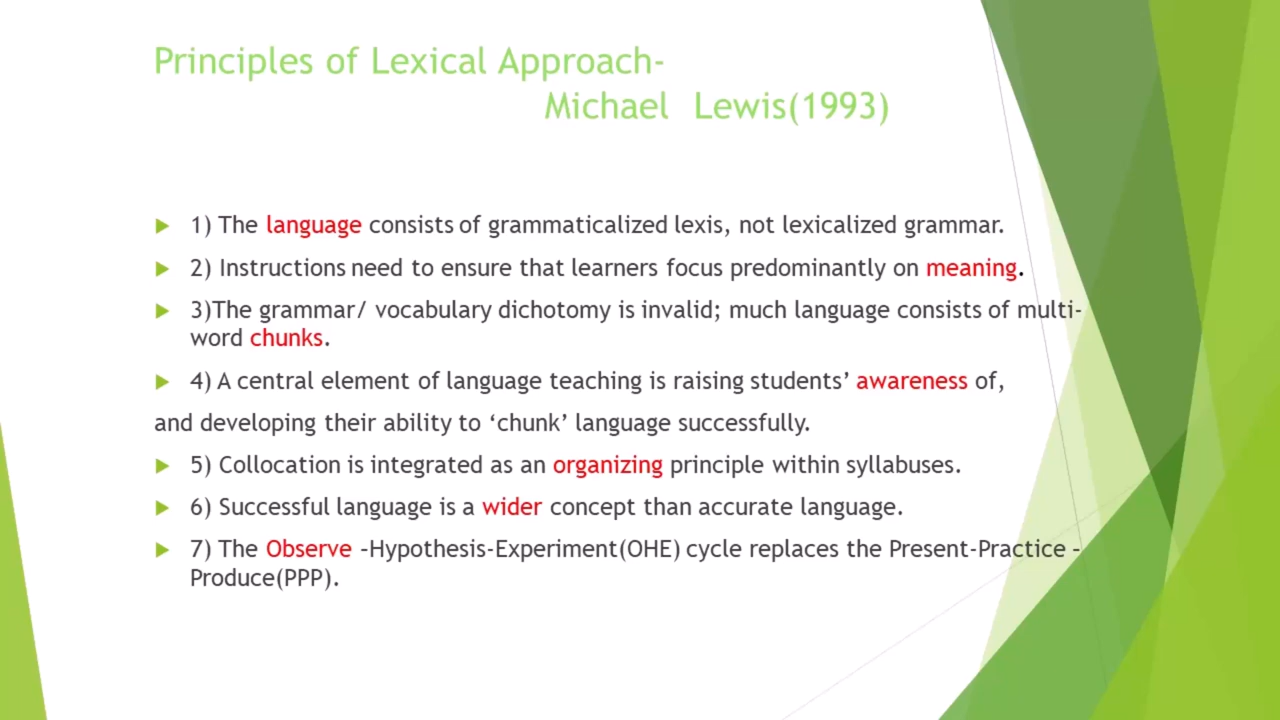 Principles of Lexical Approach-
Michael Lewis(1993)
1) The language consists of grammaticalized lexis, not lexicalized grammar.
2) Instructions need to ensure that learners focus predominantly on meaning.
3)The grammar/ vocabulary dichotomy is invalid; much language consists of multi-
word chunks.
4) A central element of language teaching is raising students’ awareness of,
and developing their ability to ‘chunk’ language successfully.
5) Collocation is integrated as an organizing principle within syllabuses.
6) Successful language is a wider concept than accurate language.
7) The Observe –Hypothesis-Experiment(OHE) cycle replaces the Present-Practice –
Produce(PPP).